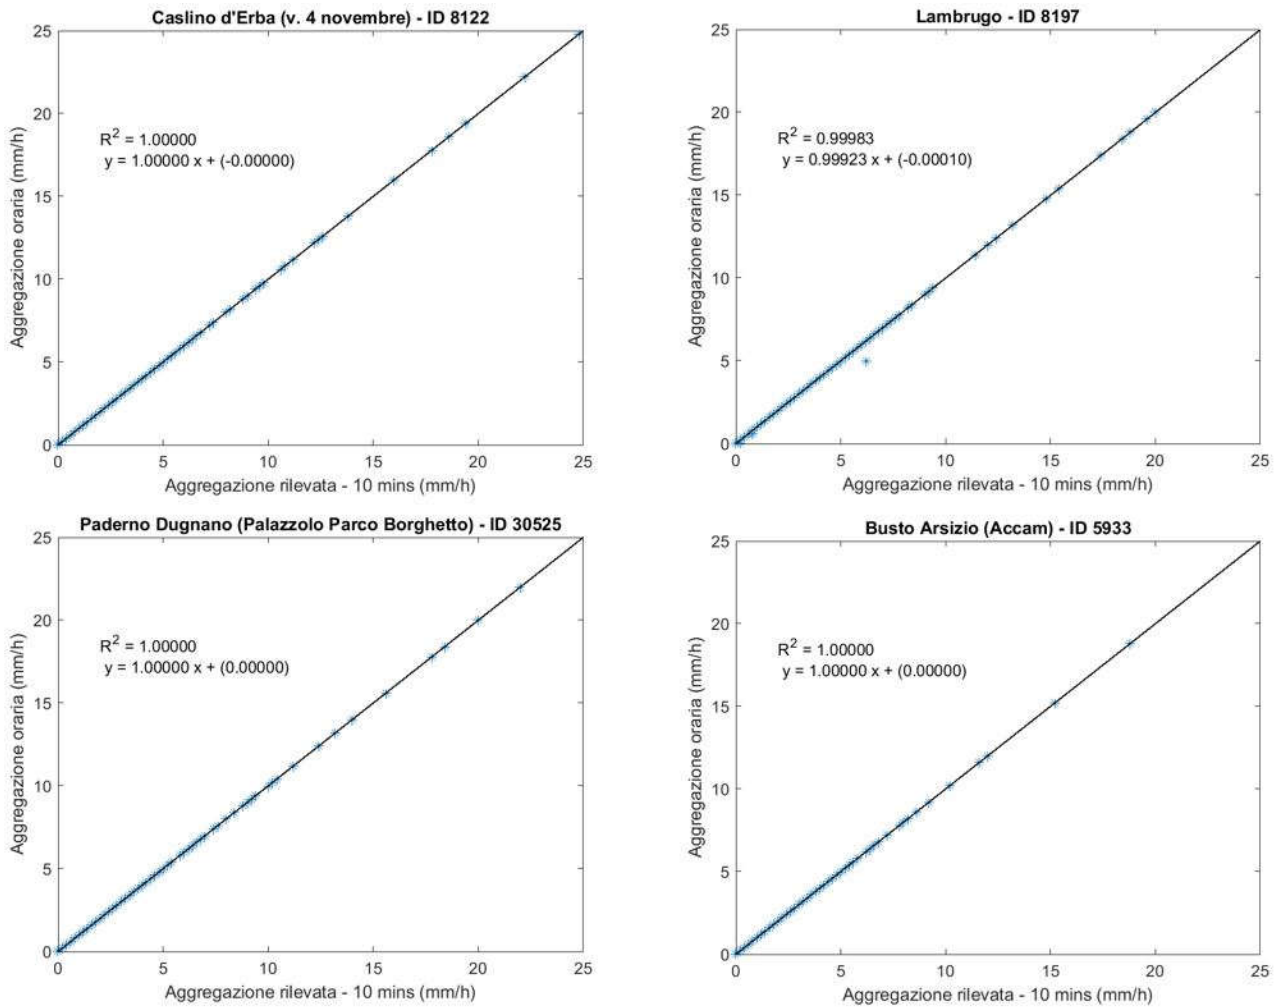 Caslino d'Erba (v. 4 novembre) - ID 8122
25
20
15
10
5
0
Aggregazione oraria (mm/h)
R² = 1.00000
y = 1.00000 x + (-0.00000)
0 5 10 15 20 25
Aggregazione rilevata - 10 mins (mm/h)
Lambrugo - ID 8197
25
20
15
10
5
0
Aggregazione oraria (mm/h)
R² = 0.99983
y = 0.99923 x + (-0.00010)
0 5 10 15 20 25
Aggregazione rilevata - 10 mins (mm/h)
Paderno Dugnano (Palazzolo Parco Borghetto) - ID 30525
25
20
15
10
5
0
Aggregazione oraria (mm/h)
R² = 1.00000
y = 1.00000 x + (0.00000)
0 5 10 15 20 25
Aggregazione rilevata - 10 mins (mm/h)
Busto Arsizio (Accam) - ID 5933
25
20
15
10
5
0
Aggregazione oraria (mm/h)
R² = 1.00000
y = 1.00000 x + (0.00000)
0 5 10 15 20 25
Aggregazione rilevata - 10 mins (mm/h)